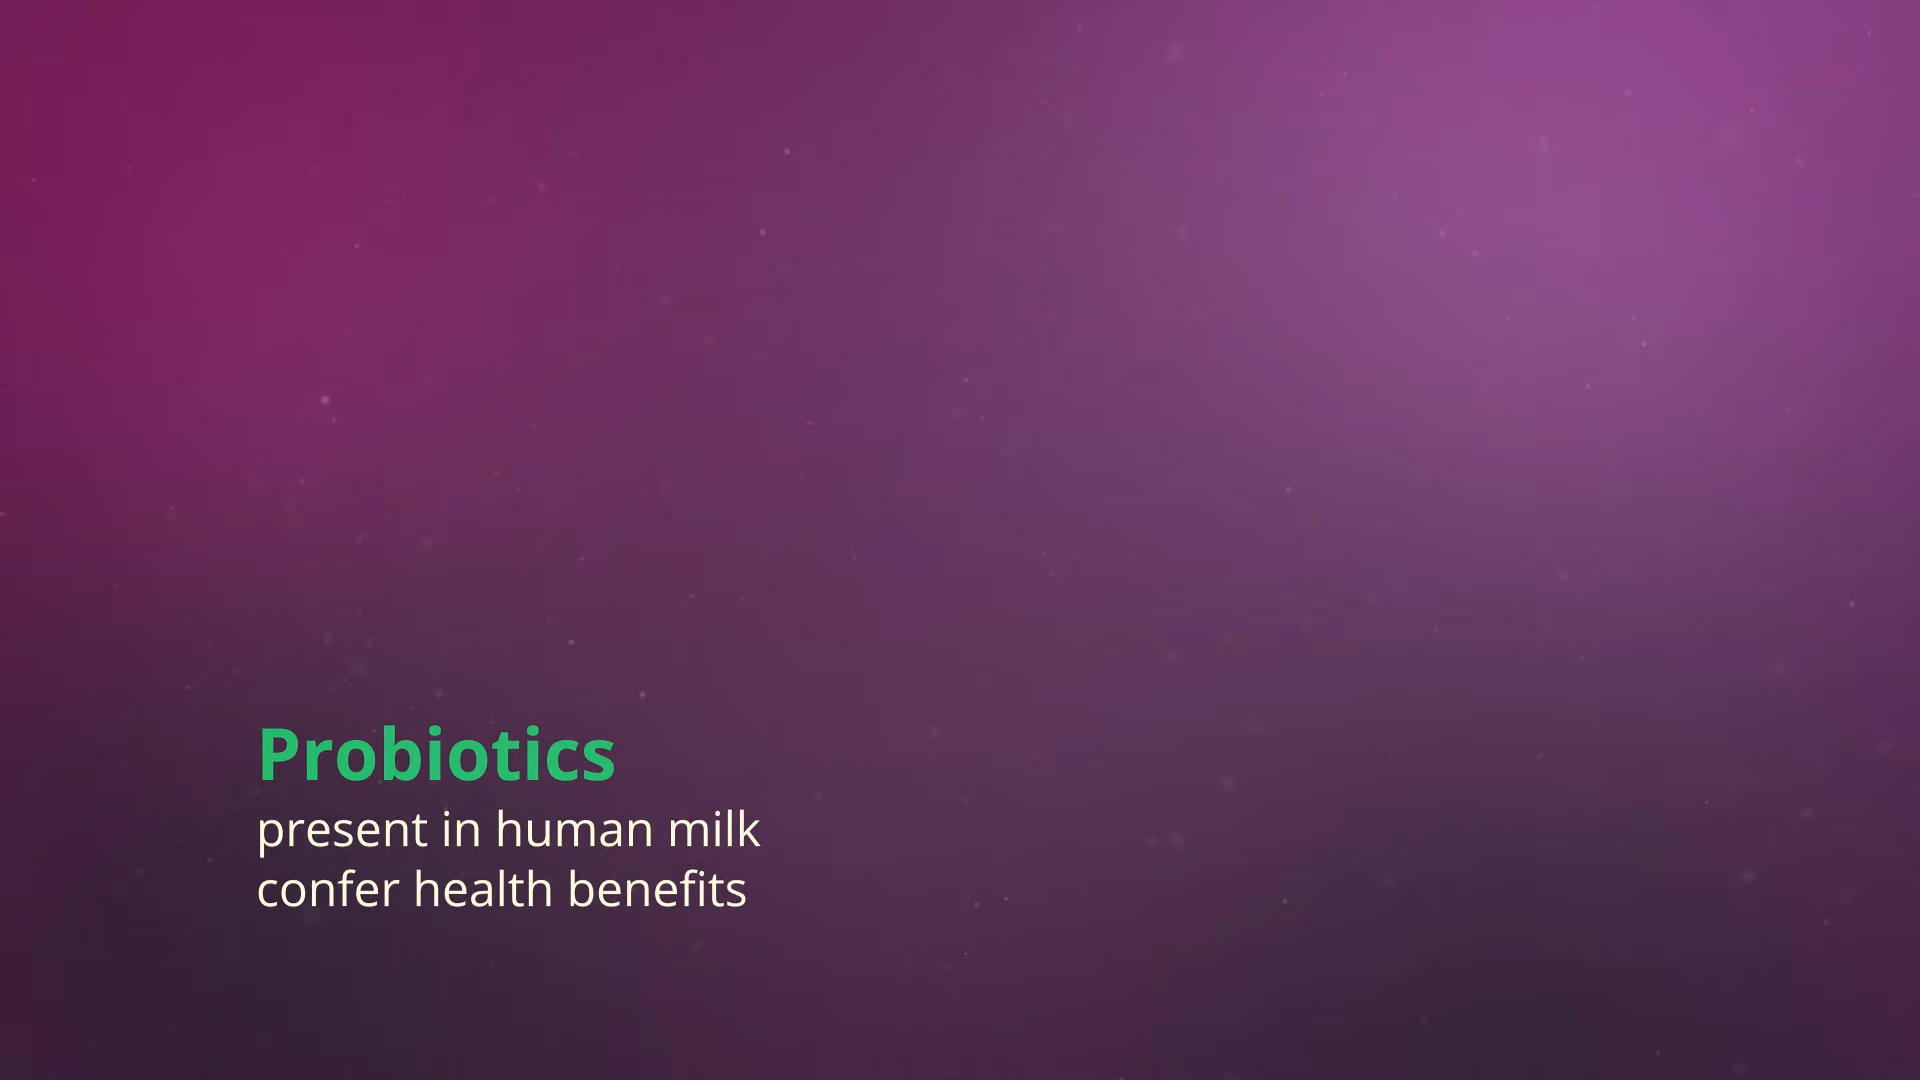 Probiotics
present in human milk
confer health benefits